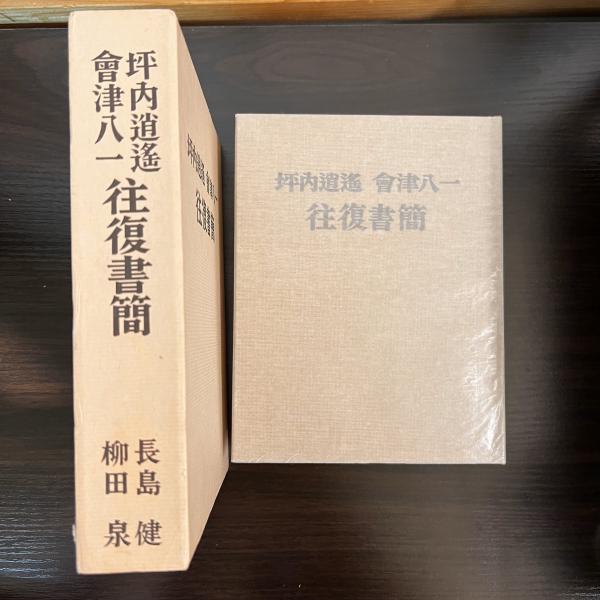 坪内逍遙
會津八一
往復書簡
長島 健
柳田 泉
坪内逍遙 會津八一
往復書簡
坪内逍遙 會津八一
往復書簡